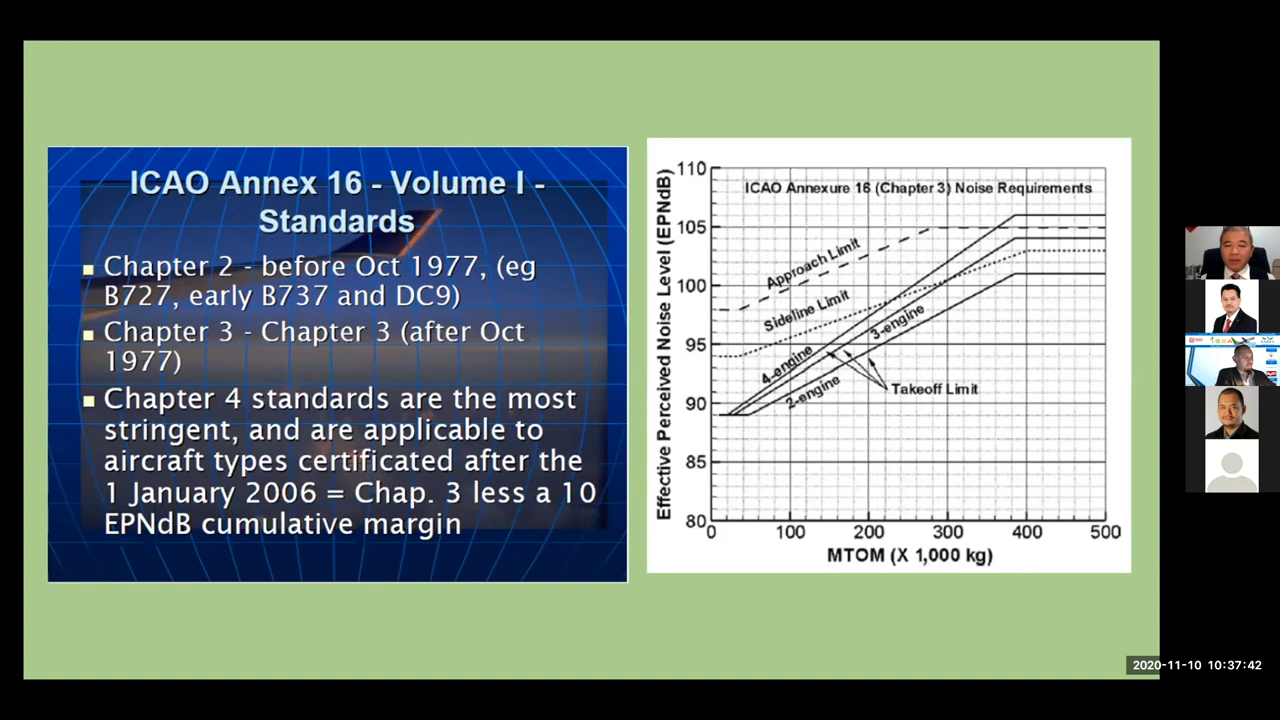 ICAO Annex 16 - Volume I -
Standards
Chapter 2 - before Oct 1977, (eg
B727, early B737 and DC9)
Chapter 3 - Chapter 3 (after Oct
1977)
Chapter 4 standards are the most
stringent, and are applicable to
aircraft types certificated after the
1 January 2006 = Chap. 3 less a 10
EPNdB cumulative margin
ICAO Annexure 16 (Chapter 3) Noise Requirements
Effective Perceived Noise Level (EPNdB)
110
105
100
95
90
85
80
Approach Limit
Sideline Limit
4-engine
3-engine
2-engine
Takeoff Limit
0 100 200 300 400 500
MTOM (X 1,000 kg)
2020-11-10 10:37:42